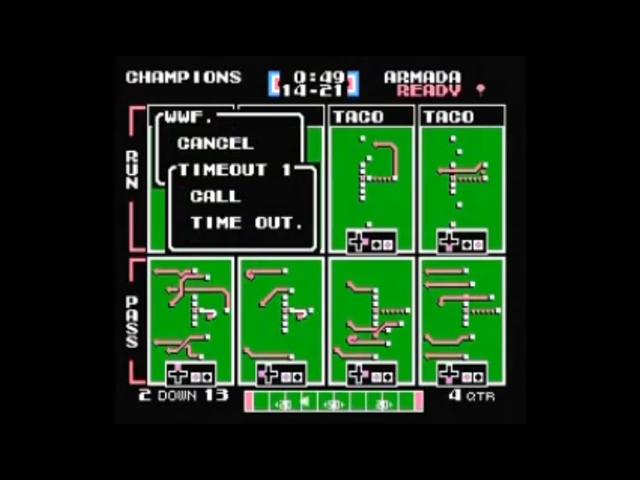 CHAMPIONS 0:49 ARMADA
14-21 READY
WWF. TACO TACO
CANCEL
TIMEOUT 1
CALL
TIME OUT.
RUN
PASS
2 DOWN 13 4 QTR